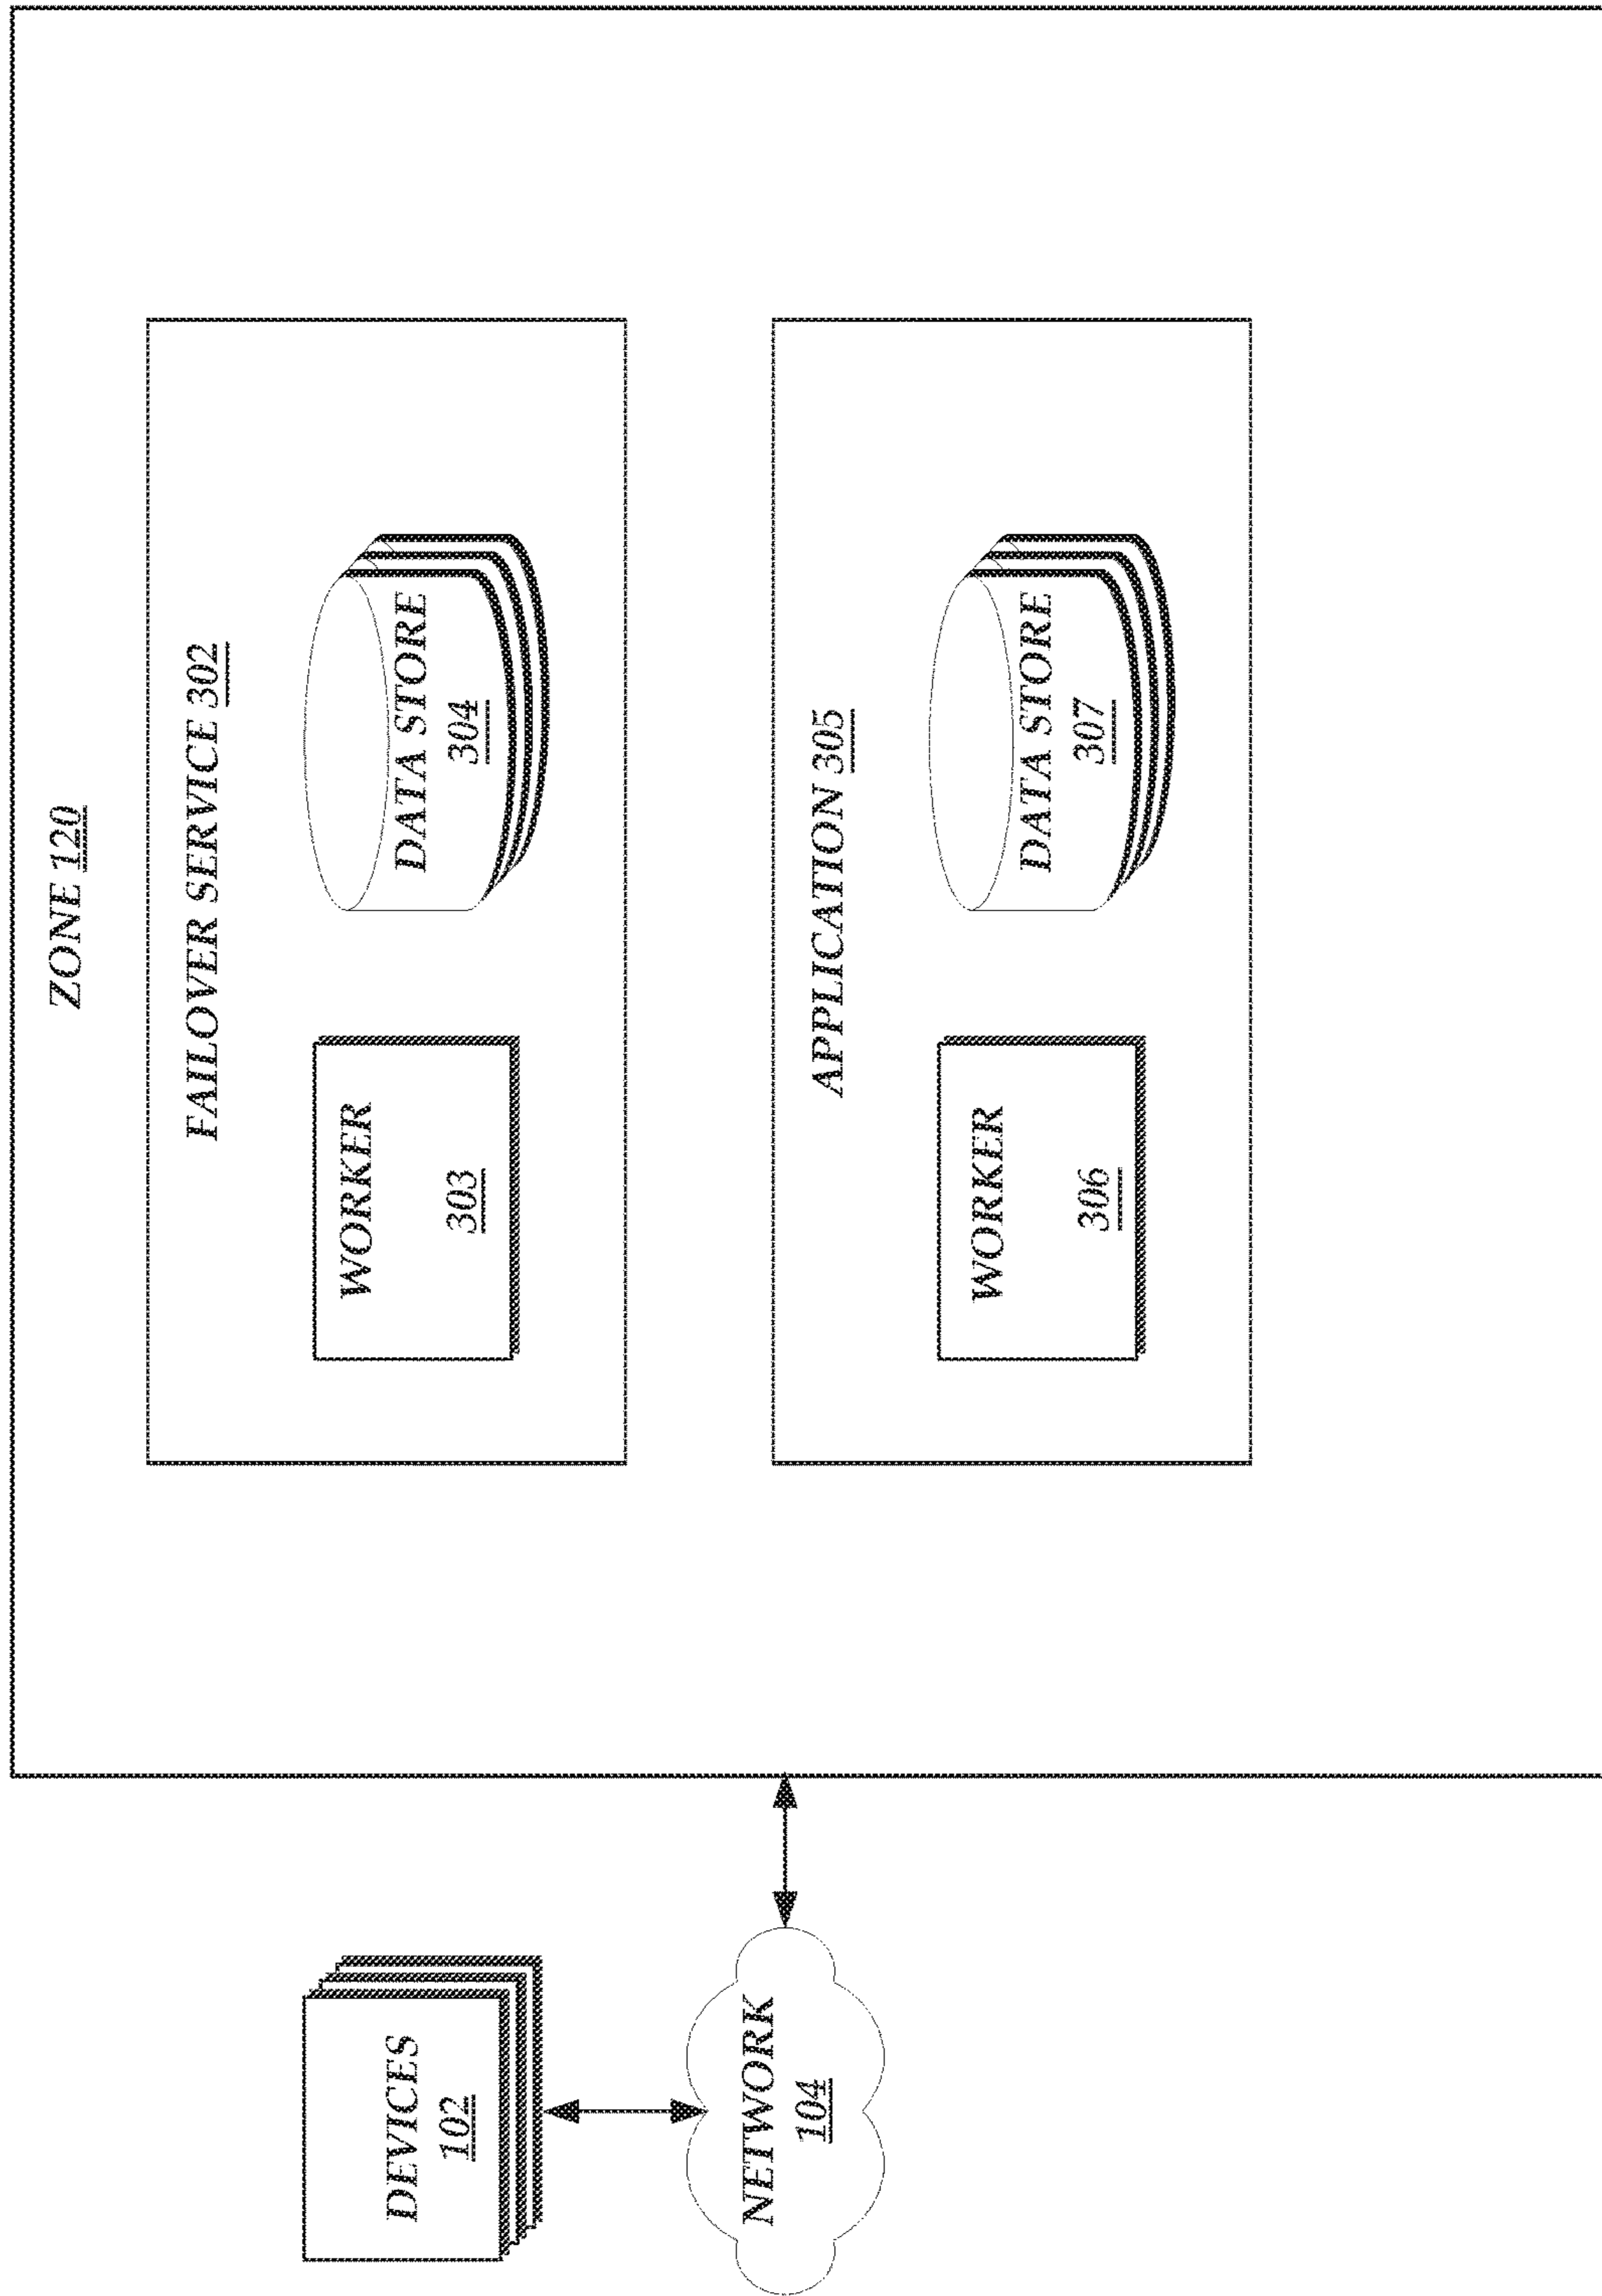 ZONE 120
FAILOVER SERVICE 302
WORKER
303
DATA STORE
304
APPLICATION 305
WORKER
306
DATA STORE
307
DEVICES
102
NETWORK
104